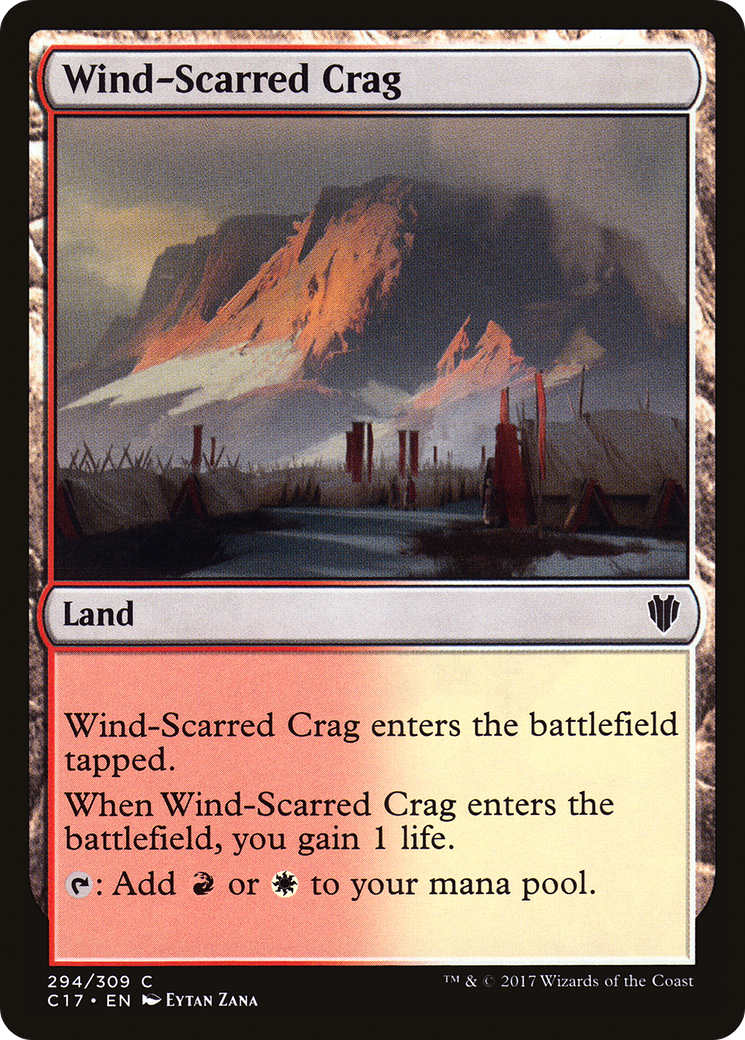 Wind-Scarred Crag
Land
Wind-Scarred Crag enters the battlefield
tapped.
When Wind-Scarred Crag enters the
battlefield, you gain 1 life.
: Add or to your mana pool.
294/309 C
C17 • EN Eytan Zana
™ & © 2017 Wizards of the Coast